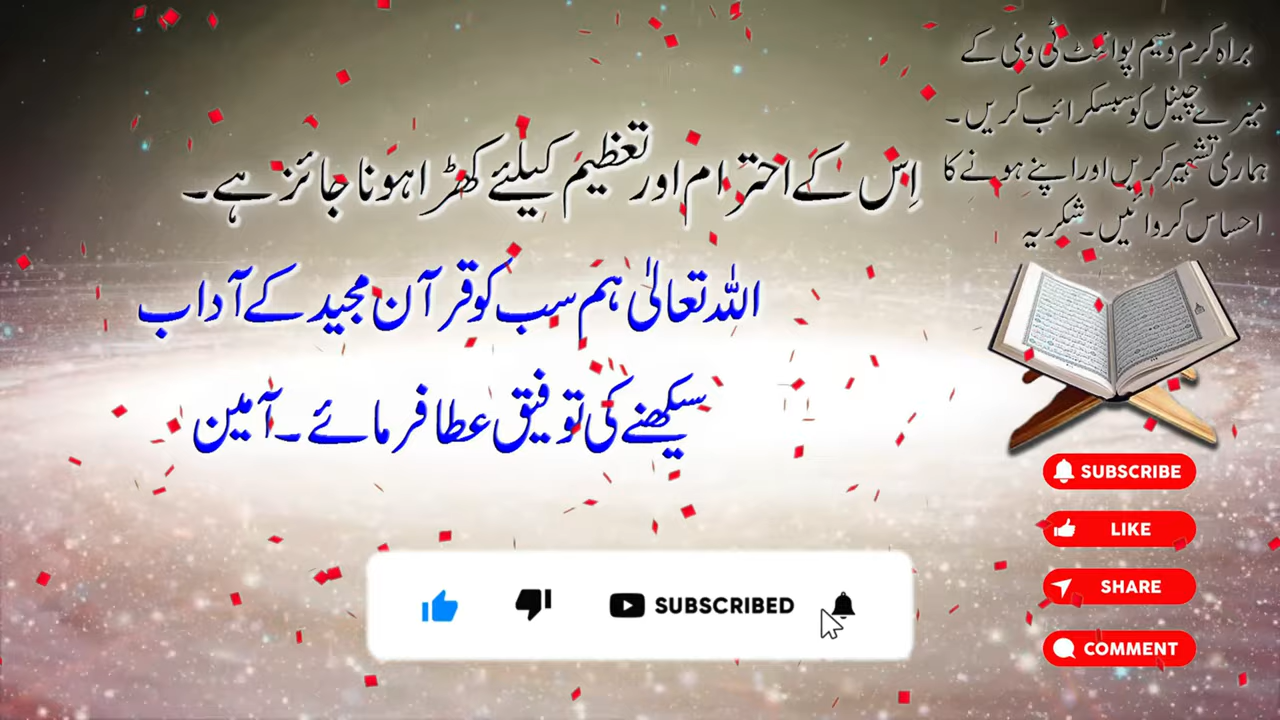 براہ کرم وسیم پوائنٹ ٹی وی کے
میرے چینل کو سبسکرائب کریں۔
ہماری تشہیر کریں اور اپنے ہونے کا
احساس کروائیں۔ شکریہ
اِس کے احترام اور تعظیم کیلئے کھڑا ہونا جائز ہے۔
اللہ تعالیٰ ہم سب کو قرآن مجید کے آداب
سیکھنے کی توفیق عطا فرمائے۔ آمین
SUBSCRIBE
LIKE
SHARE
COMMENT
SUBSCRIBED